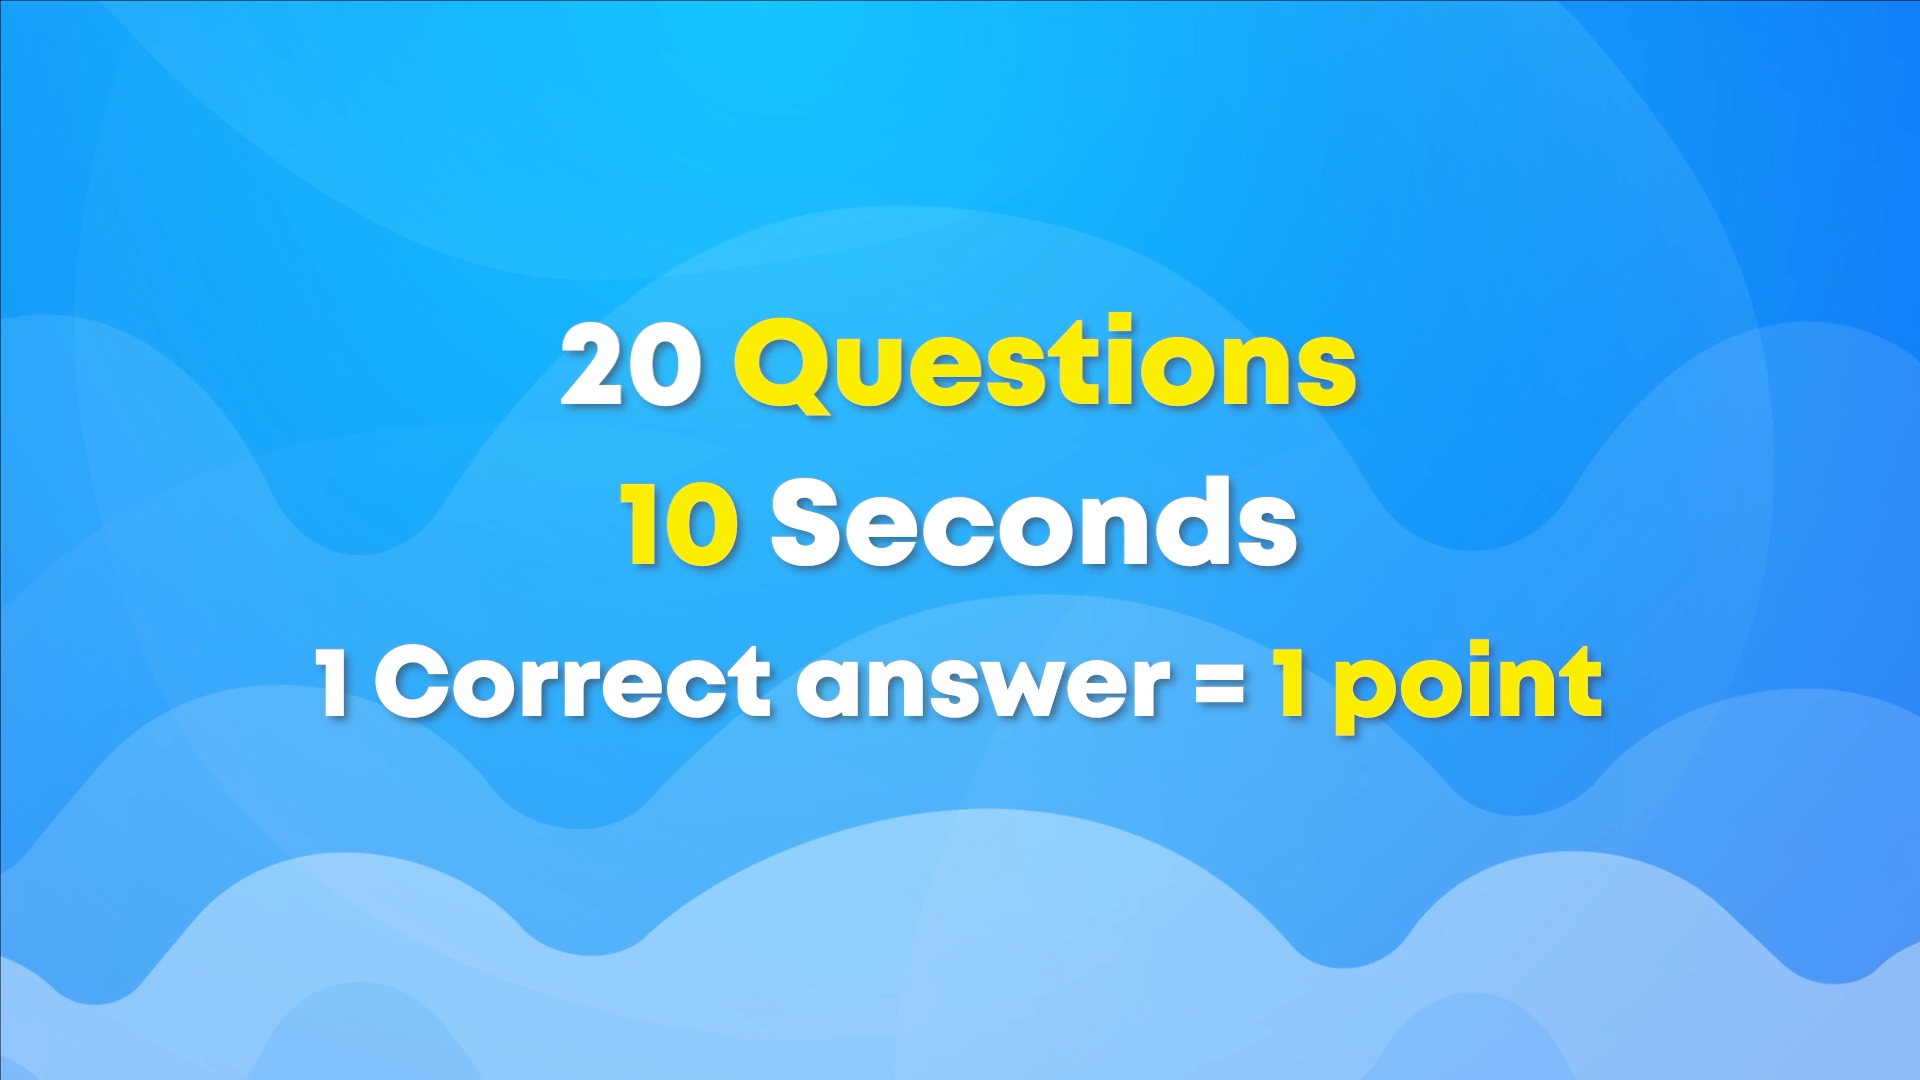 20 Questions
10 Seconds
1 Correct answer = 1 point